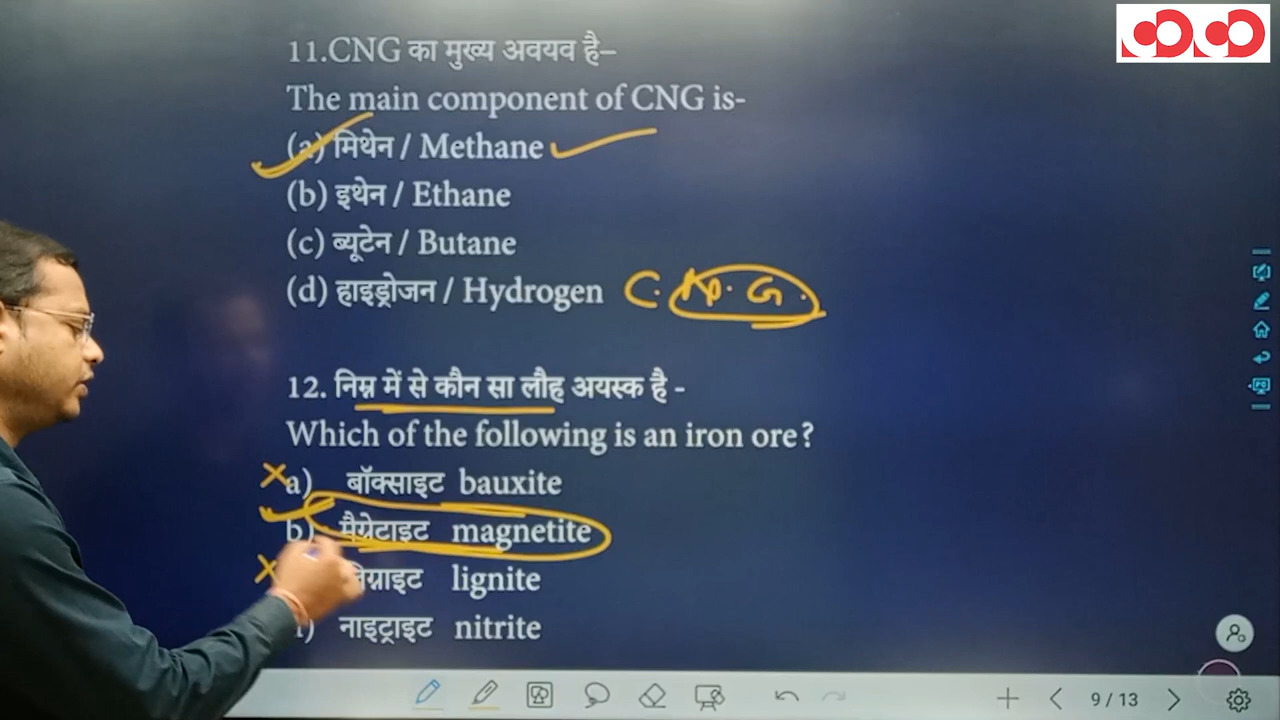 11.CNG का मुख्य अवयव है–
The main component of CNG is-
(a) मिथेन / Methane
(b) इथेन / Ethane
(c) ब्यूटेन / Butane
(d) हाइड्रोजन / Hydrogen
12. निम्न में से कौन सा लौह अयस्क है -
Which of the following is an iron ore?
a) बॉक्साइट bauxite
b) मैग्नेटाइट magnetite
lignite
नाइट्राइट nitrite
9 / 13